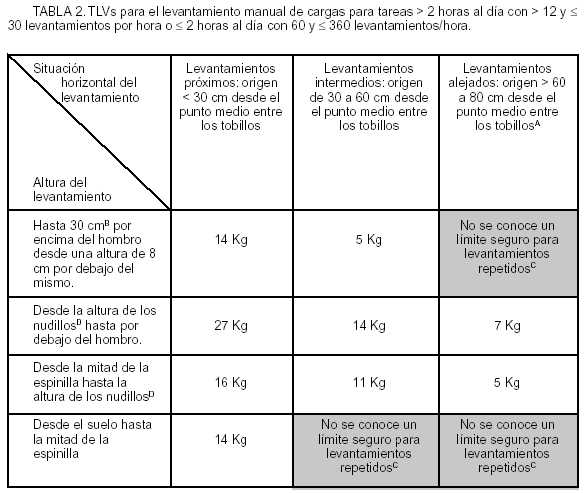 TABLA 2. TLVs para el levantamiento manual de cargas para tareas > 2 horas al día con > 12 y ≤
30 levantamientos por hora o ≤ 2 horas al día con 60 y ≤ 360 levantamientos/hora.
Situación
horizontal del
levantamiento
Altura del
levantamiento
Levantamientos
próximos: origen
< 30 cm desde el
punto medio entre
los tobillos
Levantamientos
intermedios: origen
de 30 a 60 cm desde
el punto medio entre
los tobillos
Levantamientos
alejados: origen > 60
a 80 cm desde el
punto medio entre
los tobillosA
Hasta 30 cmB por
encima del hombro
desde una altura de 8
cm por debajo del
mismo.
14 Kg
5 Kg
No se conoce un
límite seguro para
levantamientos
repetidosC
Desde la altura de los
nudillosD hasta por
debajo del hombro.
27 Kg
14 Kg
7 Kg
Desde la mitad de la
espinilla hasta la
altura de los nudillosD
16 Kg
11 Kg
5 Kg
Desde el suelo hasta
la mitad de la
espinilla
14 Kg
No se conoce un
límite seguro para
levantamientos
repetidosC
No se conoce un
límite seguro para
levantamientos
repetidosC